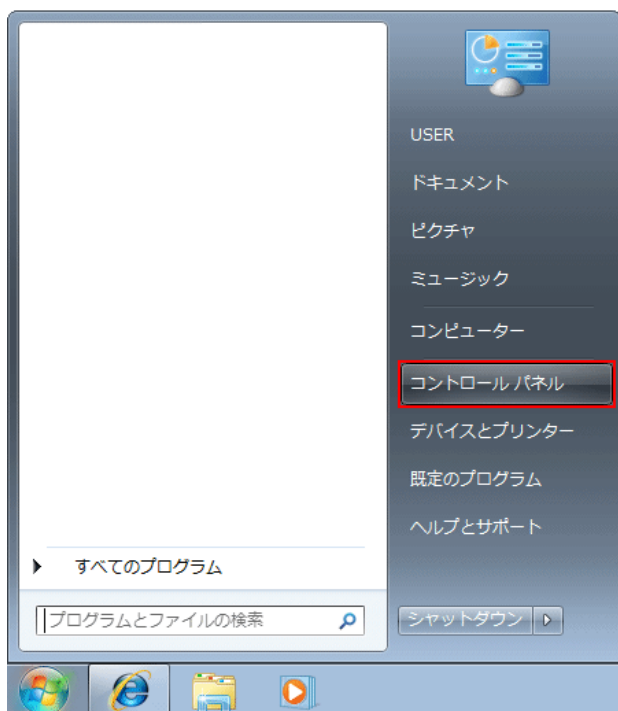 USER
ドキュメント
ピクチャ
ミュージック
コンピューター
コントロール パネル
デバイスとプリンター
既定のプログラム
ヘルプとサポート
すべてのプログラム
プログラムとファイルの検索
シャットダウン